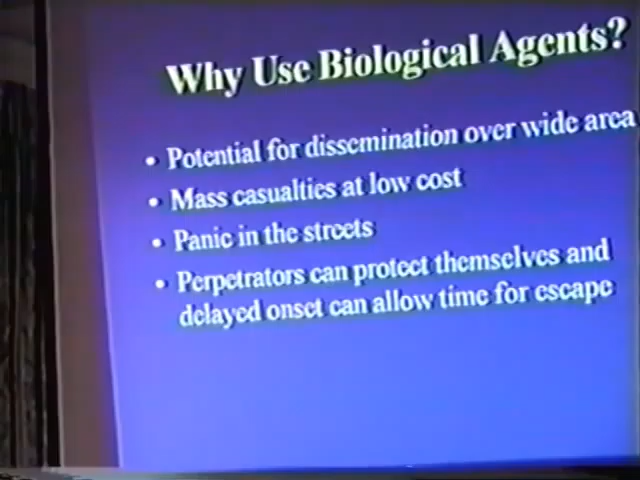 Why Use Biological Agents?
• Potential for dissemination over wide area
• Mass casualties at low cost
• Panic in the streets
• Perpetrators can protect themselves and
delayed onset can allow time for escape